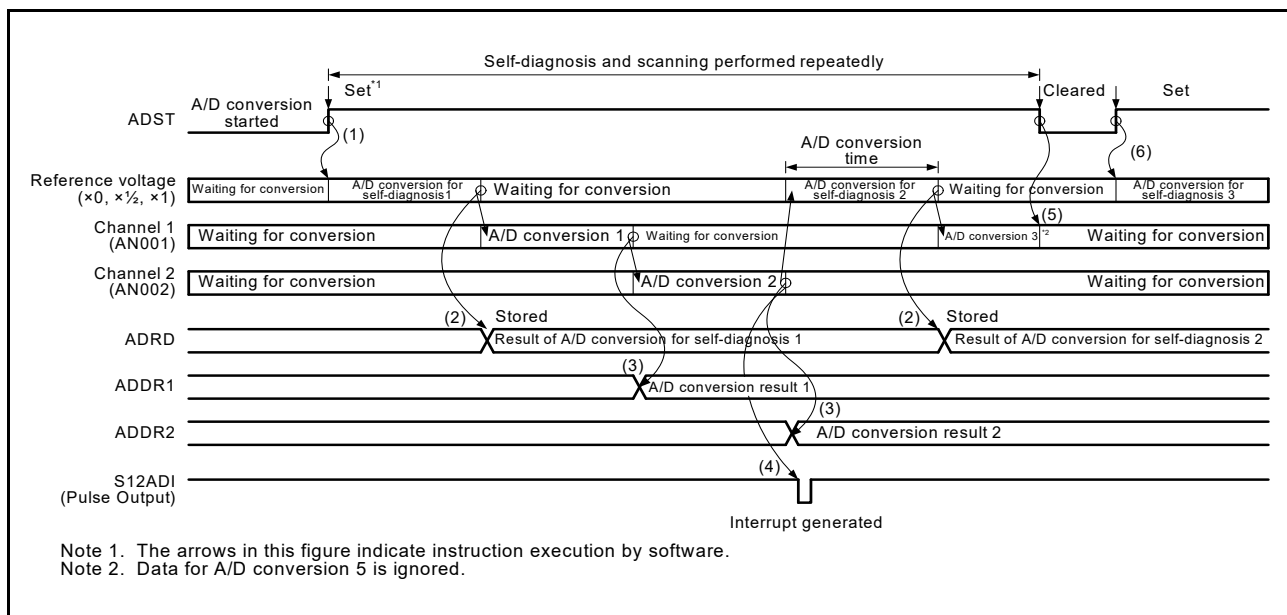 Self-diagnosis and scanning performed repeatedly
A/D conversion
started
Set*1
Cleared
Set
ADST
(1)
A/D conversion
time
(6)
Reference voltage
(×0, ×½, ×1)
Waiting for conversion
A/D conversion for
self-diagnosis1
Waiting for conversion
A/D conversion for
self-diagnosis 2
Waiting for conversion
A/D conversion for
self-diagnosis 3
(5)
Channel 1
(AN001)
Waiting for conversion
A/D conversion 1
Waiting for conversion
A/D conversion 3 *2
Waiting for conversion
Channel 2
(AN002)
Waiting for conversion
A/D conversion 2
Waiting for conversion
(2)
Stored
(2)
Stored
ADRD
Result of A/D conversion for self-diagnosis 1
Result of A/D conversion for self-diagnosis 2
(3)
ADDR1
A/D conversion result 1
(3)
ADDR2
A/D conversion result 2
(4)
S12ADI
(Pulse Output)
Interrupt generated
Note 1. The arrows in this figure indicate instruction execution by software.
Note 2. Data for A/D conversion 5 is ignored.